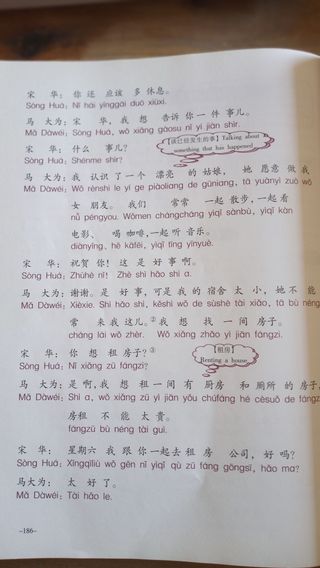 宋 华：你 还 应该 多 休息。
Sòng Huá: Nǐ hái yīnggāi duō xiūxi.
马 大为：宋 华，我 想 告诉 你 一 件 事儿。
Mǎ Dàwéi: Sòng Huá, wǒ xiǎng gàosu nǐ yí jiàn shìr.
【谈已经发生的事】Talking about
something that has happened
宋 华：什么 事儿？
Sòng Huá: Shénme shìr?
马 大为：我 认识 了 一 个 漂亮 的 姑娘， 她 愿意 做 我
Mǎ Dàwéi: Wǒ rènshi le yí ge piàoliang de gūniang, tā yuànyì zuò wǒ
女 朋友。 我们 常常 一起 散步，一起 看
nǚ péngyou. Wǒmen chángcháng yìqǐ sànbù, yìqǐ kàn
电影、 喝 咖啡，一起 听 音乐。
diànyǐng, hē kāfēi, yìqǐ tīng yīnyuè.
宋 华：祝贺 你！ 这 是 好 事 啊。
Sòng Huá: Zhùhè nǐ! Zhè shì hǎo shì a.
马 大为：谢谢。是 好 事，可是 我 的 宿舍 太 小，她 不 能
Mǎ Dàwéi: Xièxie. Shì hǎo shì, kěshì wǒ de sùshè tài xiǎo, tā bù néng
常 来 我 这儿。② 我 想 找 一 间 房子。
cháng lái wǒ zhèr. Wǒ xiǎng zhǎo yì jiān fángzi.
宋 华：你 想 租 房子？③
【租房】
Sòng Huá: Nǐ xiǎng zū fángzi?
Renting a house
马 大为：是 啊，我 想 租 一 间 有 厨房 和 厕所 的 房子，
Mǎ Dàwéi: Shì a, wǒ xiǎng zū yì jiān yǒu chúfáng hé cèsuǒ de fángzi,
房租 不 能 太 贵。
fángzū bù néng tài guì.
宋 华：星期六 我 跟 你 一起 去 租 房 公司，好 吗？
Sòng Huá: Xīngqīliù wǒ gēn nǐ yìqǐ qù zū fáng gōngsī, hǎo ma?
马大为：太 好 了。
Mǎ Dàwéi: Tài hǎo le.
-186-